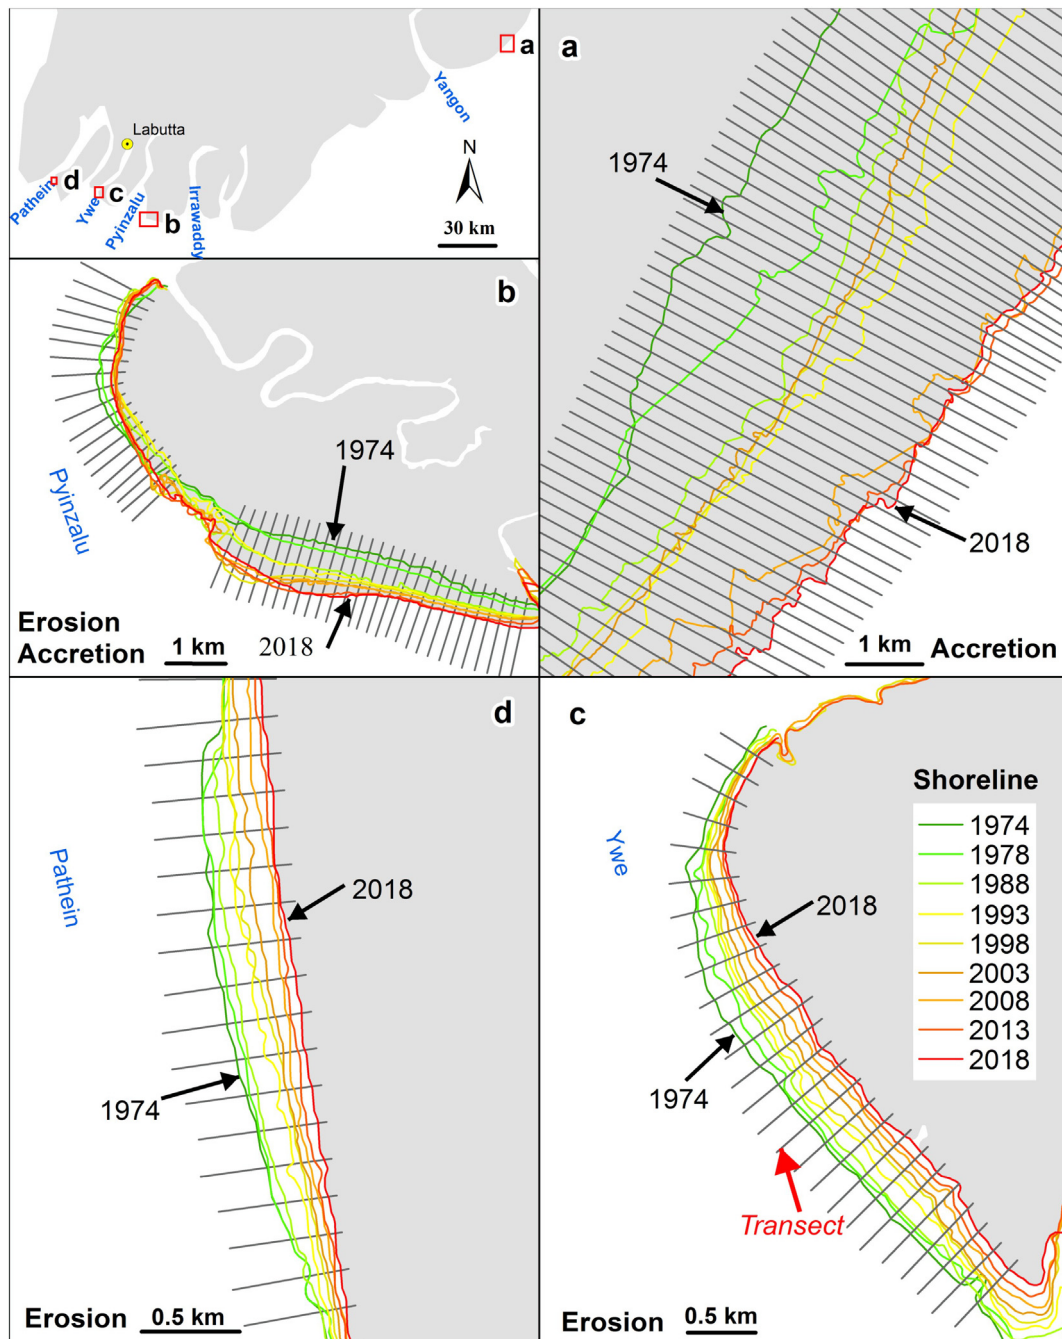 a
Yangon
Labutta
N
d
Pathein
c
Ywe
Pyinzalu
b
Irrawaddy
30 km
a
1974
2018
1 km
Accretion
b
1974
Pyinzalu
Erosion
Accretion
1 km
2018
d
Pathein
2018
1974
Erosion
0.5 km
c
Ywe
Shoreline
1974
1978
1988
1993
1998
2003
2008
2013
2018
2018
1974
Transect
Erosion
0.5 km